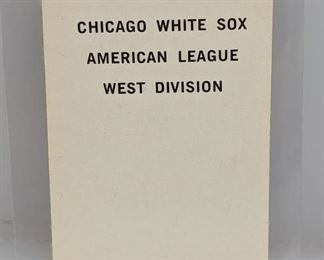 CHICAGO WHITE SOX
AMERICAN LEAGUE
WEST DIVISION